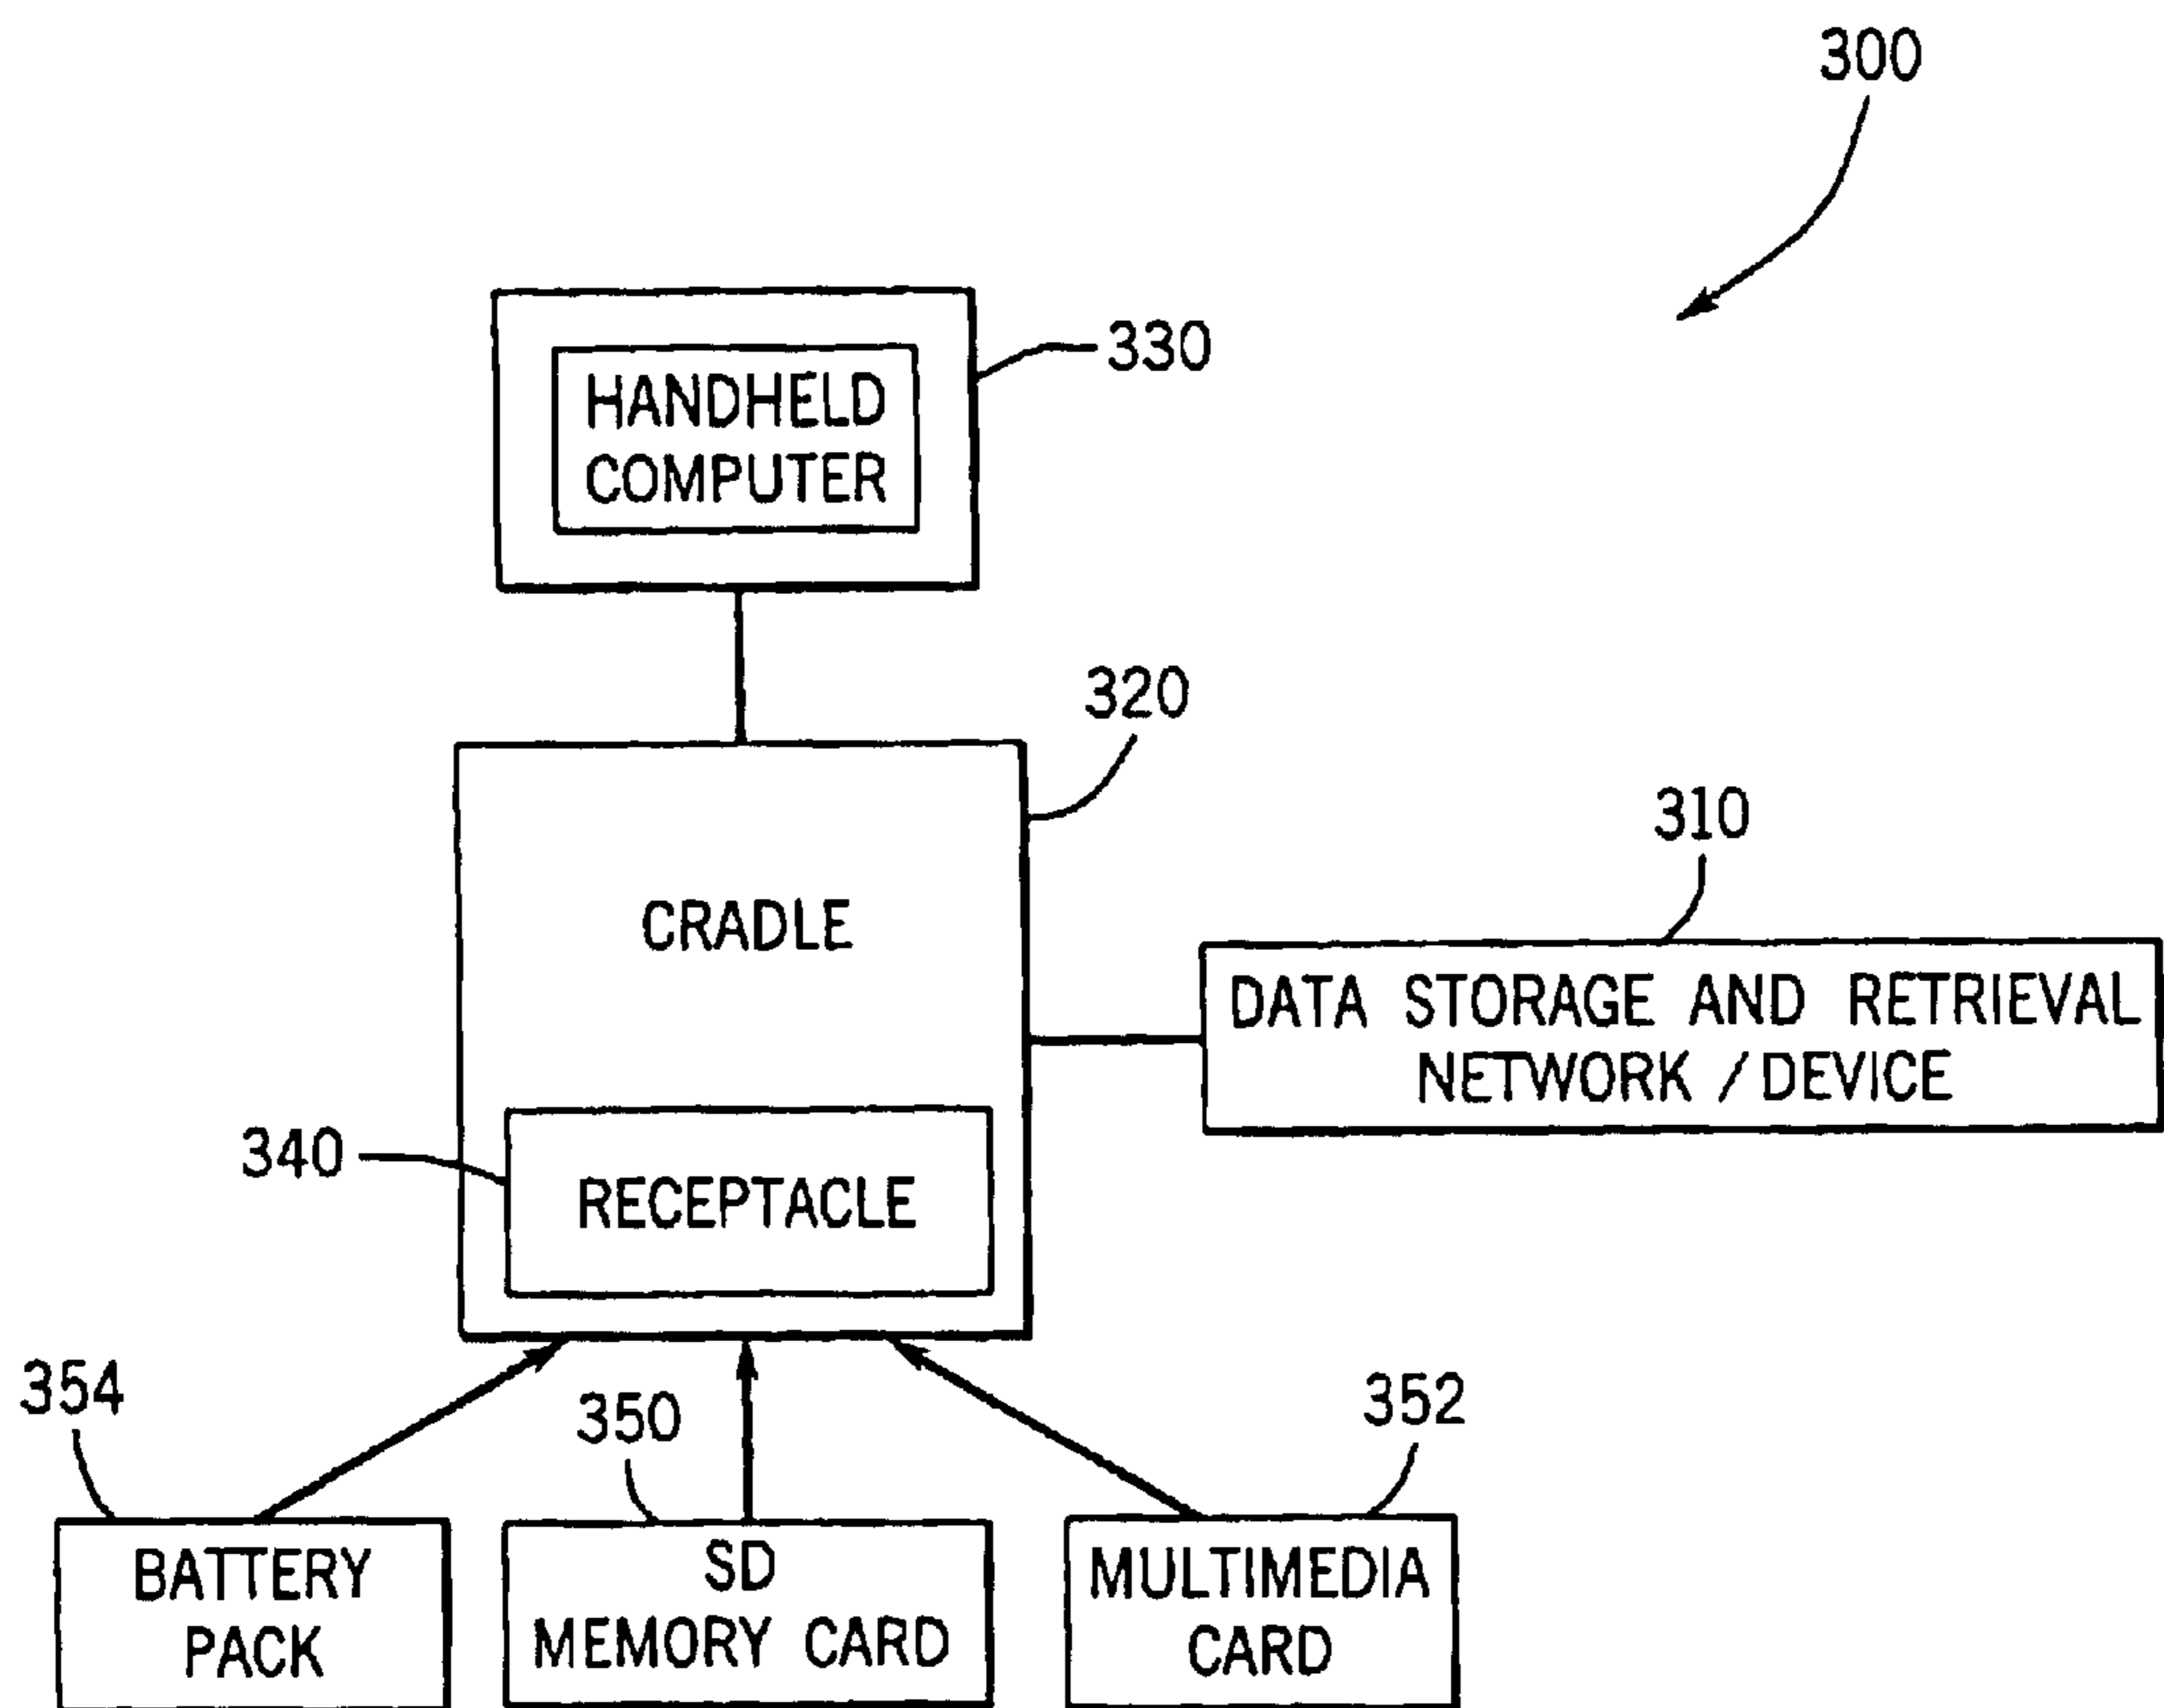 300
330
HANDHELD
COMPUTER
320
310
CRADLE
DATA STORAGE AND RETRIEVAL
NETWORK / DEVICE
340
RECEPTACLE
354
350
352
BATTERY
PACK
SD
MEMORY CARD
MULTIMEDIA
CARD